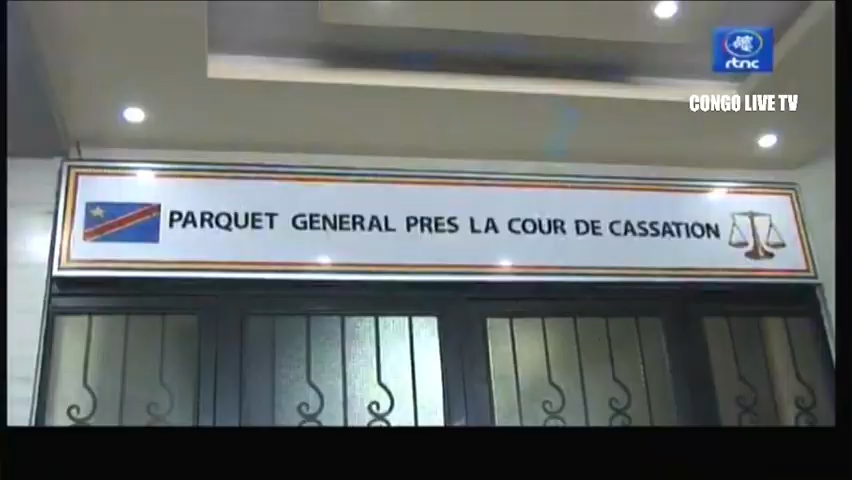 rtnc
CONGO LIVE TV
PARQUET GENERAL PRES LA COUR DE CASSATION